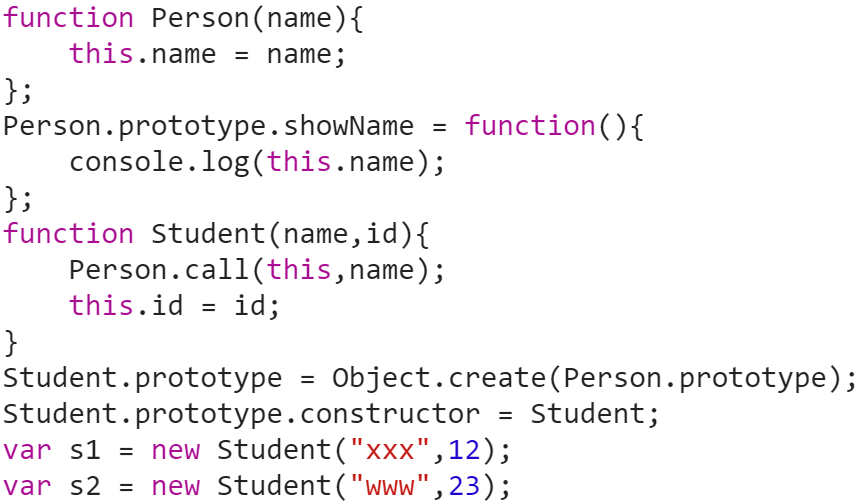 function Person(name){
    this.name = name;
};
Person.prototype.showName = function(){
    console.log(this.name);
};
function Student(name,id){
    Person.call(this,name);
    this.id = id;
}
Student.prototype = Object.create(Person.prototype);
Student.prototype.constructor = Student;
var s1 = new Student("xxx",12);
var s2 = new Student("www",23);